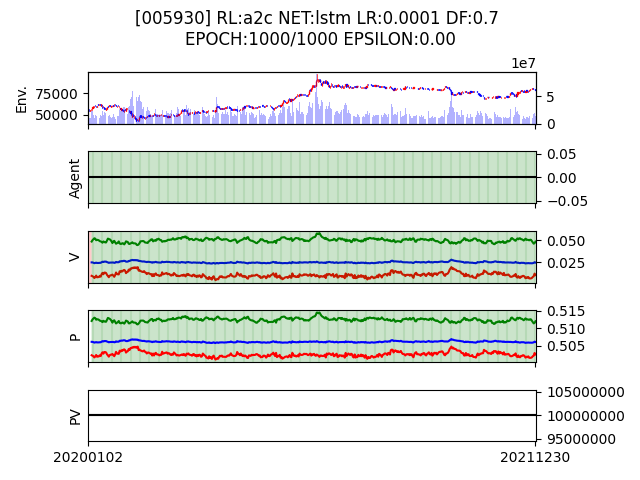 [005930] RL:a2c NET:lstm LR:0.0001 DF:0.7
EPOCH:1000/1000 EPSILON:0.00
1e7
Env.
75000
50000
5
0
Agent
0.05
0.00
−0.05
V
0.050
0.025
P
0.515
0.510
0.505
PV
105000000
100000000
95000000
20200102
20211230